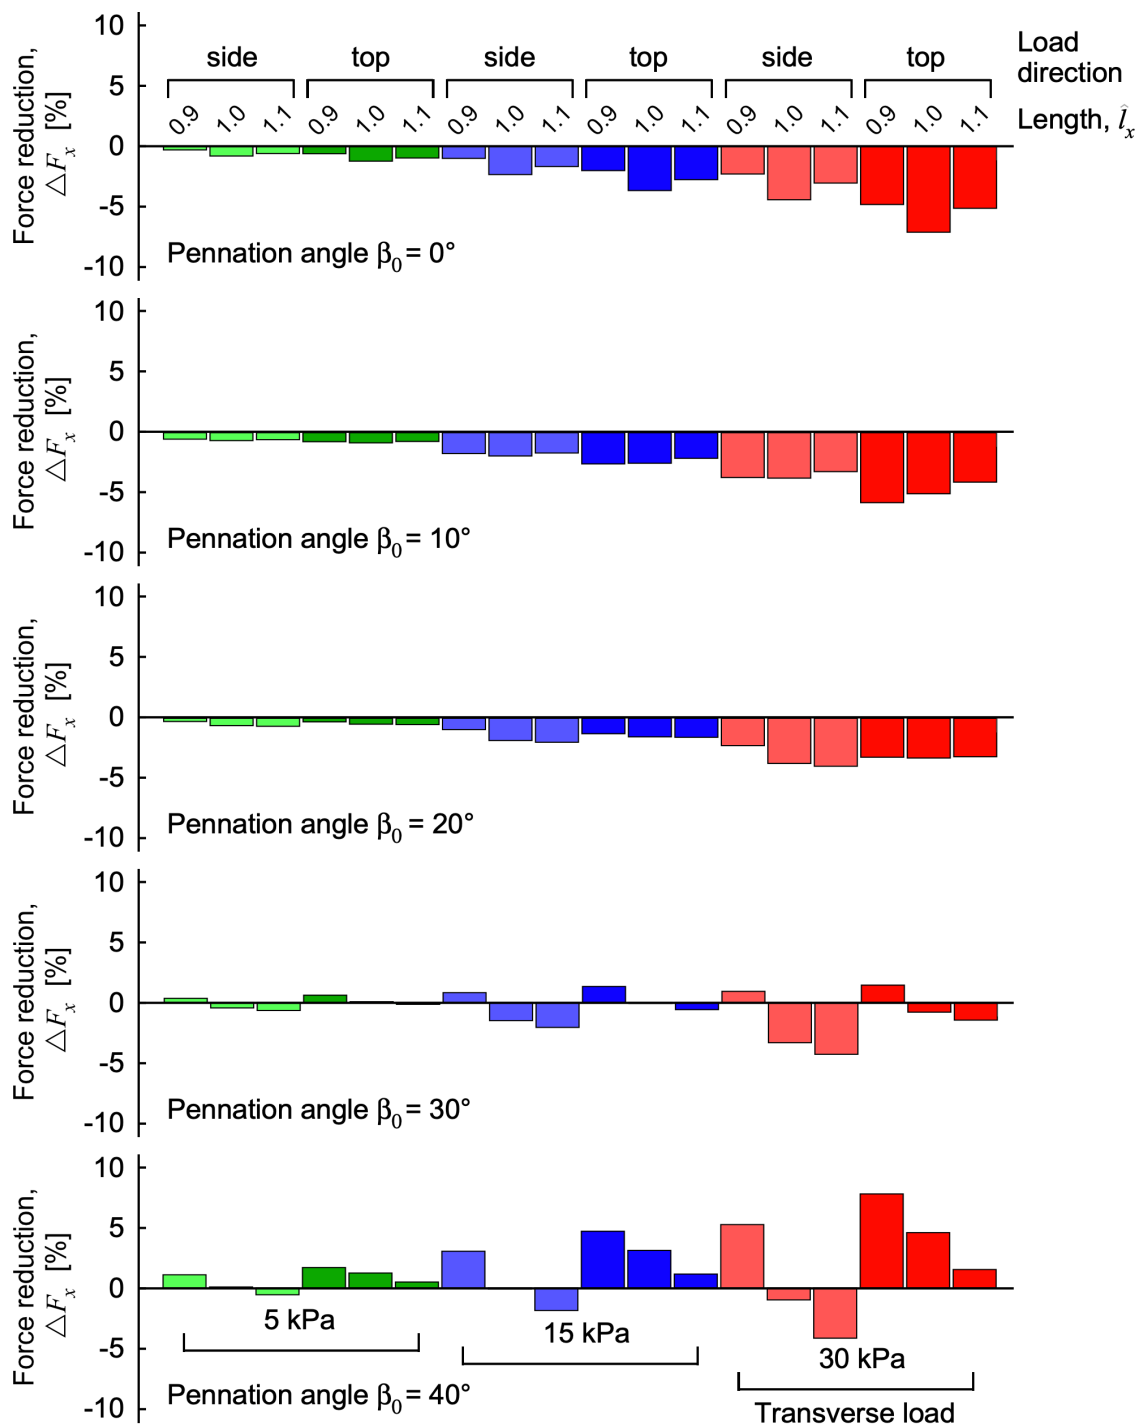 10
side top side top side top Load
direction
5
0.9 1.0 1.1 0.9 1.0 1.1 0.9 1.0 1.1 0.9 1.0 1.1 0.9 1.0 1.1 0.9 1.0 1.1 Length, l̂x
0
-5
-10
Force reduction,
△Fx [%]
Pennation angle β0 = 0°
10
5
0
-5
-10
Force reduction,
△Fx [%]
Pennation angle β0 = 10°
10
5
0
-5
-10
Force reduction,
△Fx [%]
Pennation angle β0 = 20°
10
5
0
-5
-10
Force reduction,
△Fx [%]
Pennation angle β0 = 30°
10
5
0
-5
-10
Force reduction,
△Fx [%]
5 kPa
15 kPa
30 kPa
Pennation angle β0 = 40°
Transverse load